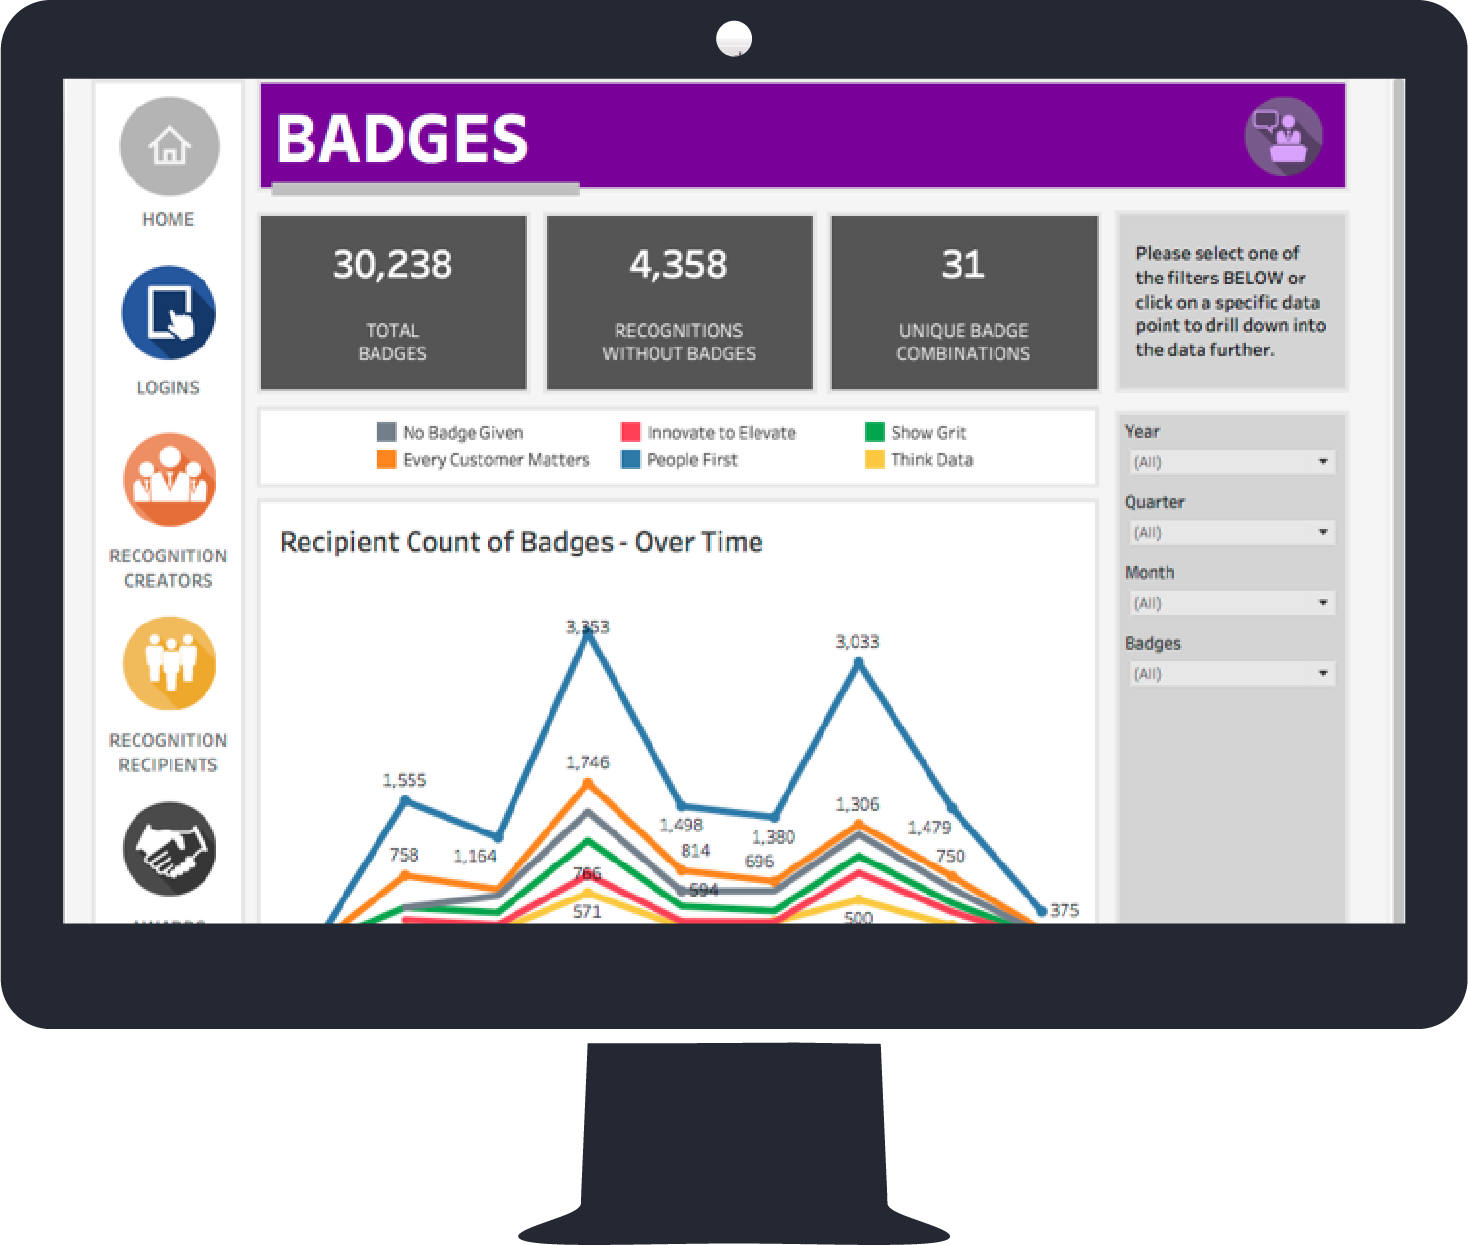 BADGES
HOME
LOGINS
RECOGNITION
CREATORS
RECOGNITION
RECIPIENTS
30,238
TOTAL
BADGES
4,358
RECOGNITIONS
WITHOUT BADGES
31
UNIQUE BADGE
COMBINATIONS
Please select one of
the filters BELOW or
click on a specific data
point to drill down into
the data further.
No Badge Given
Innovate to Elevate
Show Grit
Every Customer Matters
People First
Think Data
Year
(All)
Quarter
(All)
Month
(All)
Badges
(All)
Recipient Count of Badges - Over Time
3,353
3,033
1,746
1,555
1,306
1,498
1,479
1,380
758
1,164
814
696
750
766
594
571
500
375